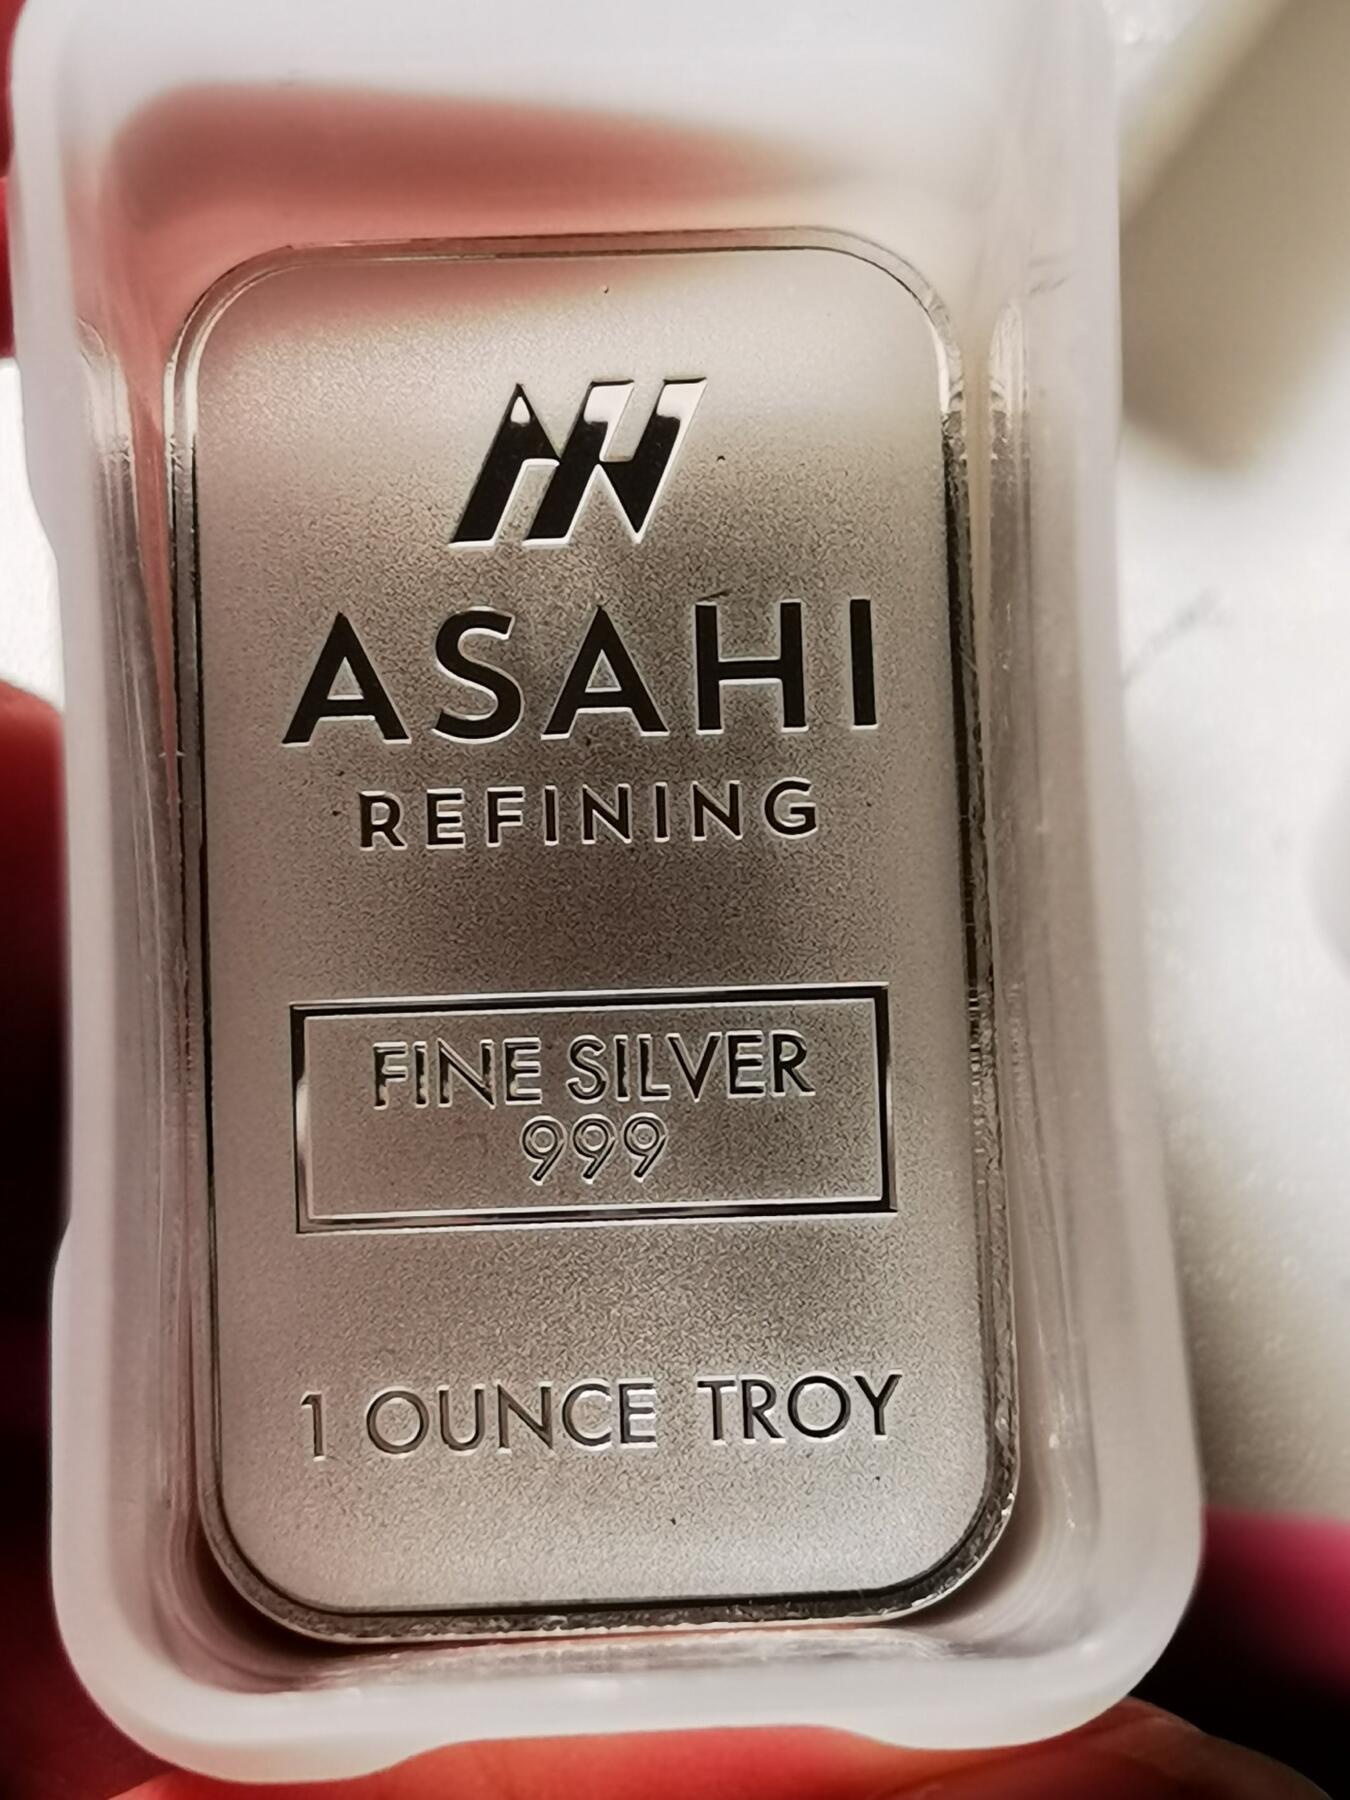 ASAHI
REFINING
FINE SILVER
999
1 OUNCE TROY